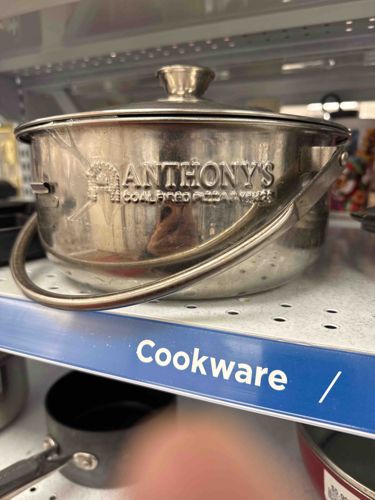 ANTHONY'S
COAL FIRED PIZZA & WINGS
Cookware /